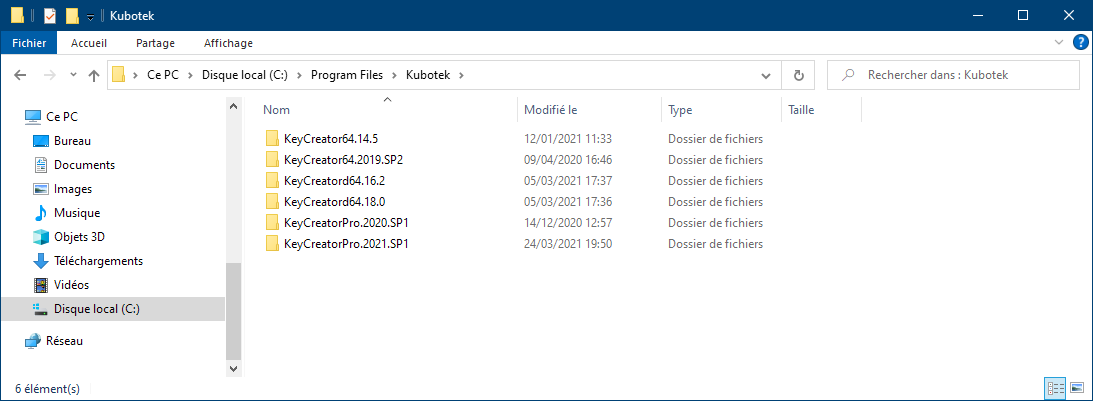 Kubotek
Fichier Accueil Partage Affichage
Ce PC Disque local (C:) Program Files Kubotek Rechercher dans : Kubotek
Nom Modifié le Type Taille
Ce PC
Bureau
Documents
Images
Musique
Objets 3D
Téléchargements
Vidéos
Disque local (C:)
Réseau
KeyCreator64.14.5 12/01/2021 11:33 Dossier de fichiers
KeyCreator64.2019.SP2 09/04/2020 16:46 Dossier de fichiers
KeyCreatord64.16.2 05/03/2021 17:37 Dossier de fichiers
KeyCreatord64.18.0 05/03/2021 17:36 Dossier de fichiers
KeyCreatorPro.2020.SP1 14/12/2020 12:57 Dossier de fichiers
KeyCreatorPro.2021.SP1 24/03/2021 19:50 Dossier de fichiers
6 élément(s)